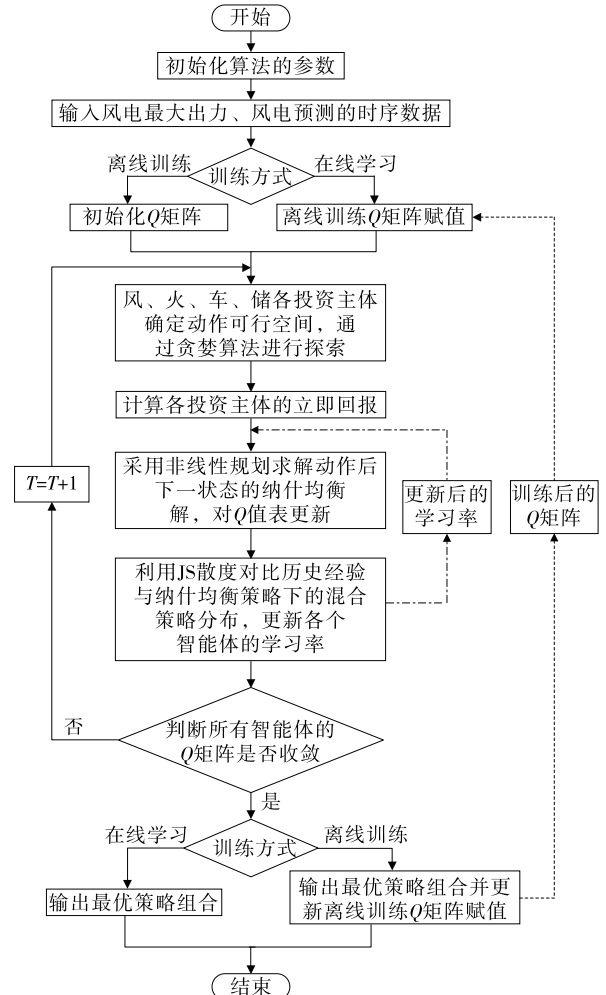 开始
初始化算法的参数
输入风电最大出力、风电预测的时序数据
离线训练
训练方式
在线学习
初始化Q矩阵
离线训练Q矩阵赋值
风、火、车、储各投资主体
确定动作可行空间，通
过贪婪算法进行探索
计算各投资主体的立即回报
T=T+1
采用非线性规划求解动作后
下一状态的纳什均衡
解，对Q值表更新
更新后的
学习率
训练后的
Q矩阵
利用JS散度对比历史经验
与纳什均衡策略下的混合
策略分布，更新各个
智能体的学习率
否
判断所有智能体的
Q矩阵是否收敛
是
在线学习
训练方式
离线训练
输出最优策略组合
输出最优策略组合并更
新离线训练Q矩阵赋值
结束